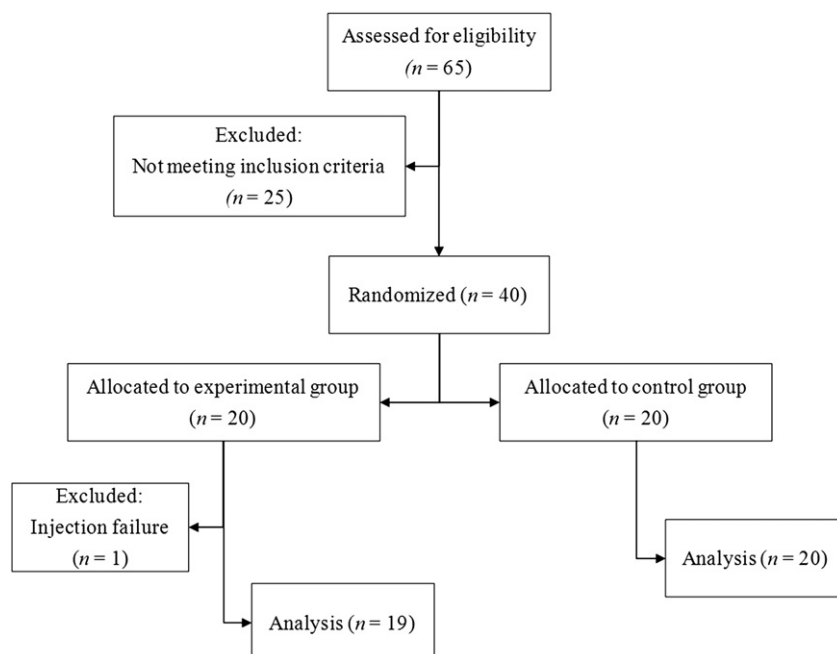 Assessed for eligibility
(n = 65)
Excluded:
Not meeting inclusion criteria
(n = 25)
Randomized (n = 40)
Allocated to experimental group
(n = 20)
Allocated to control group
(n = 20)
Excluded:
Injection failure
(n = 1)
Analysis (n = 20)
Analysis (n = 19)